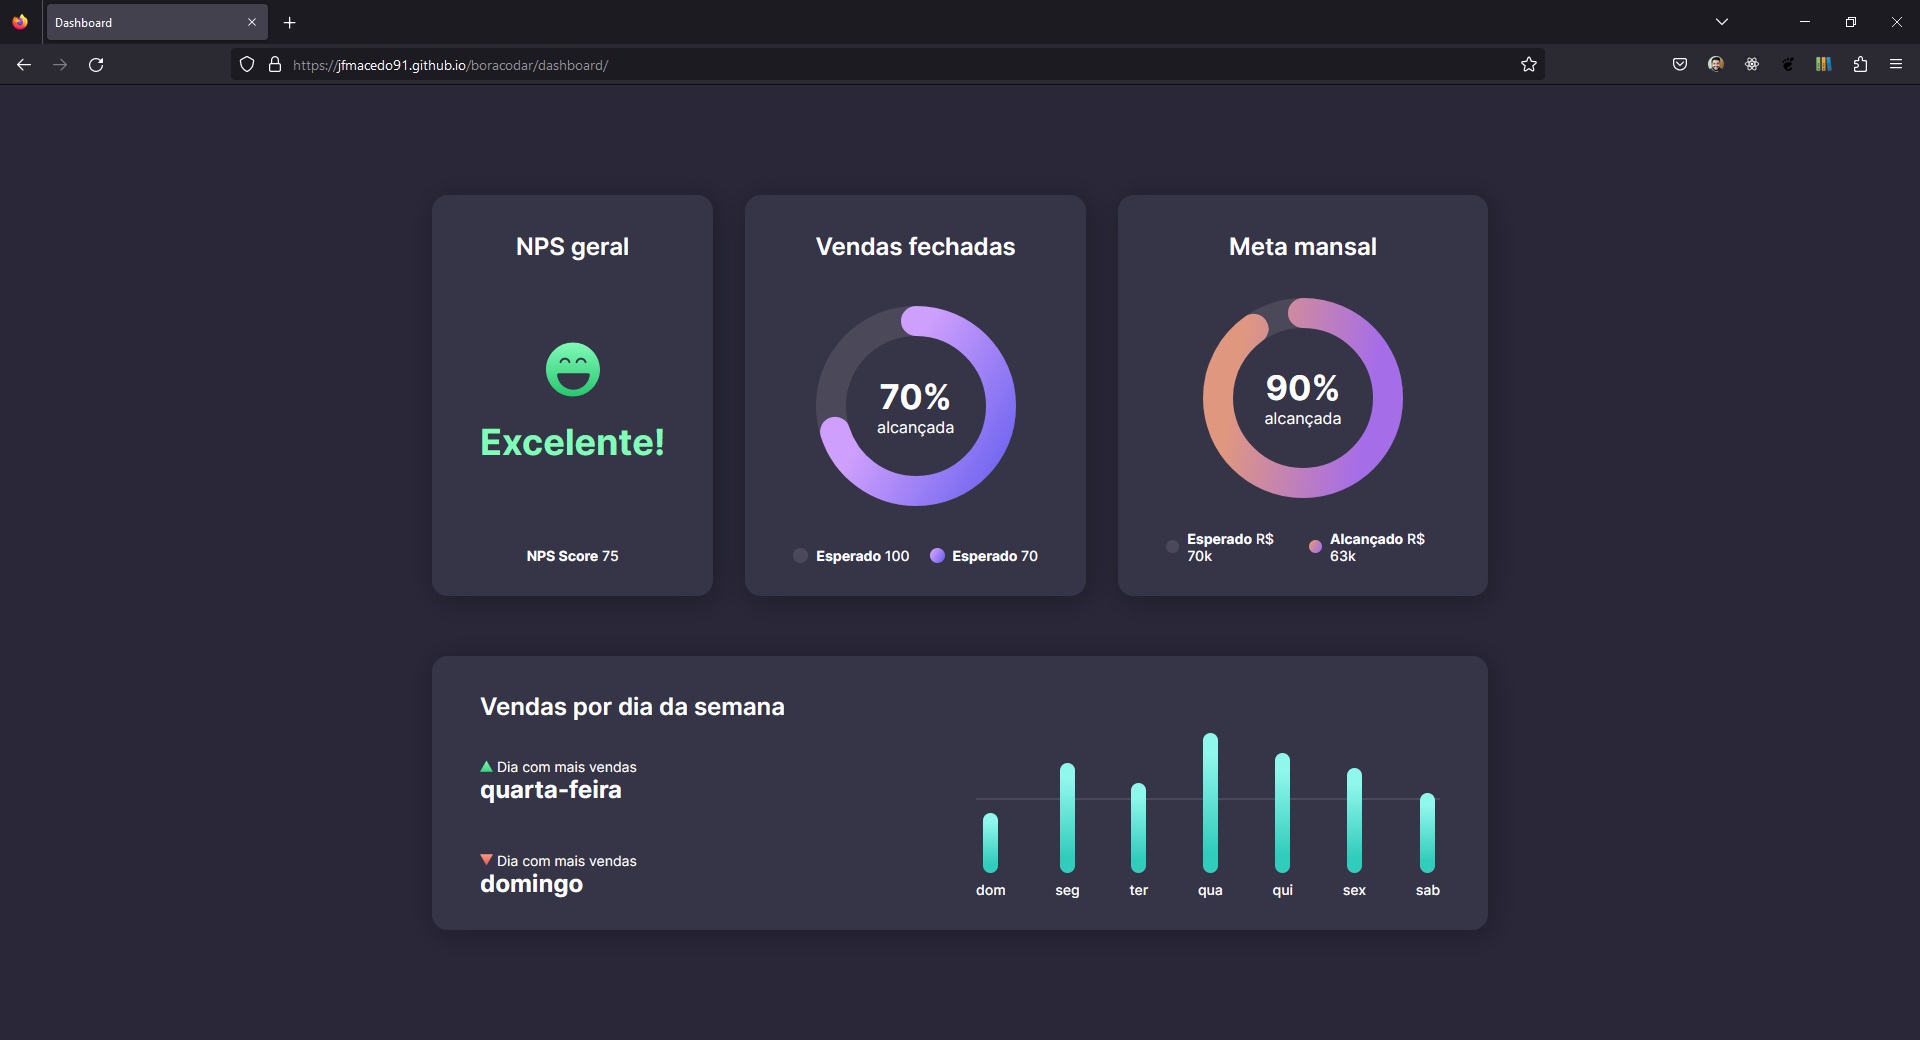 Dashboard
https://jfmacedo91.github.io/boracodar/dashboard/
NPS geral
Excelente!
NPS Score 75
Vendas fechadas
70%
alcançada
Esperado 100
Esperado 70
Meta mansal
90%
alcançada
Esperado R$
70k
Alcançado R$
63k
Vendas por dia da semana
Dia com mais vendas
quarta-feira
Dia com mais vendas
domingo
dom seg ter qua qui sex sab